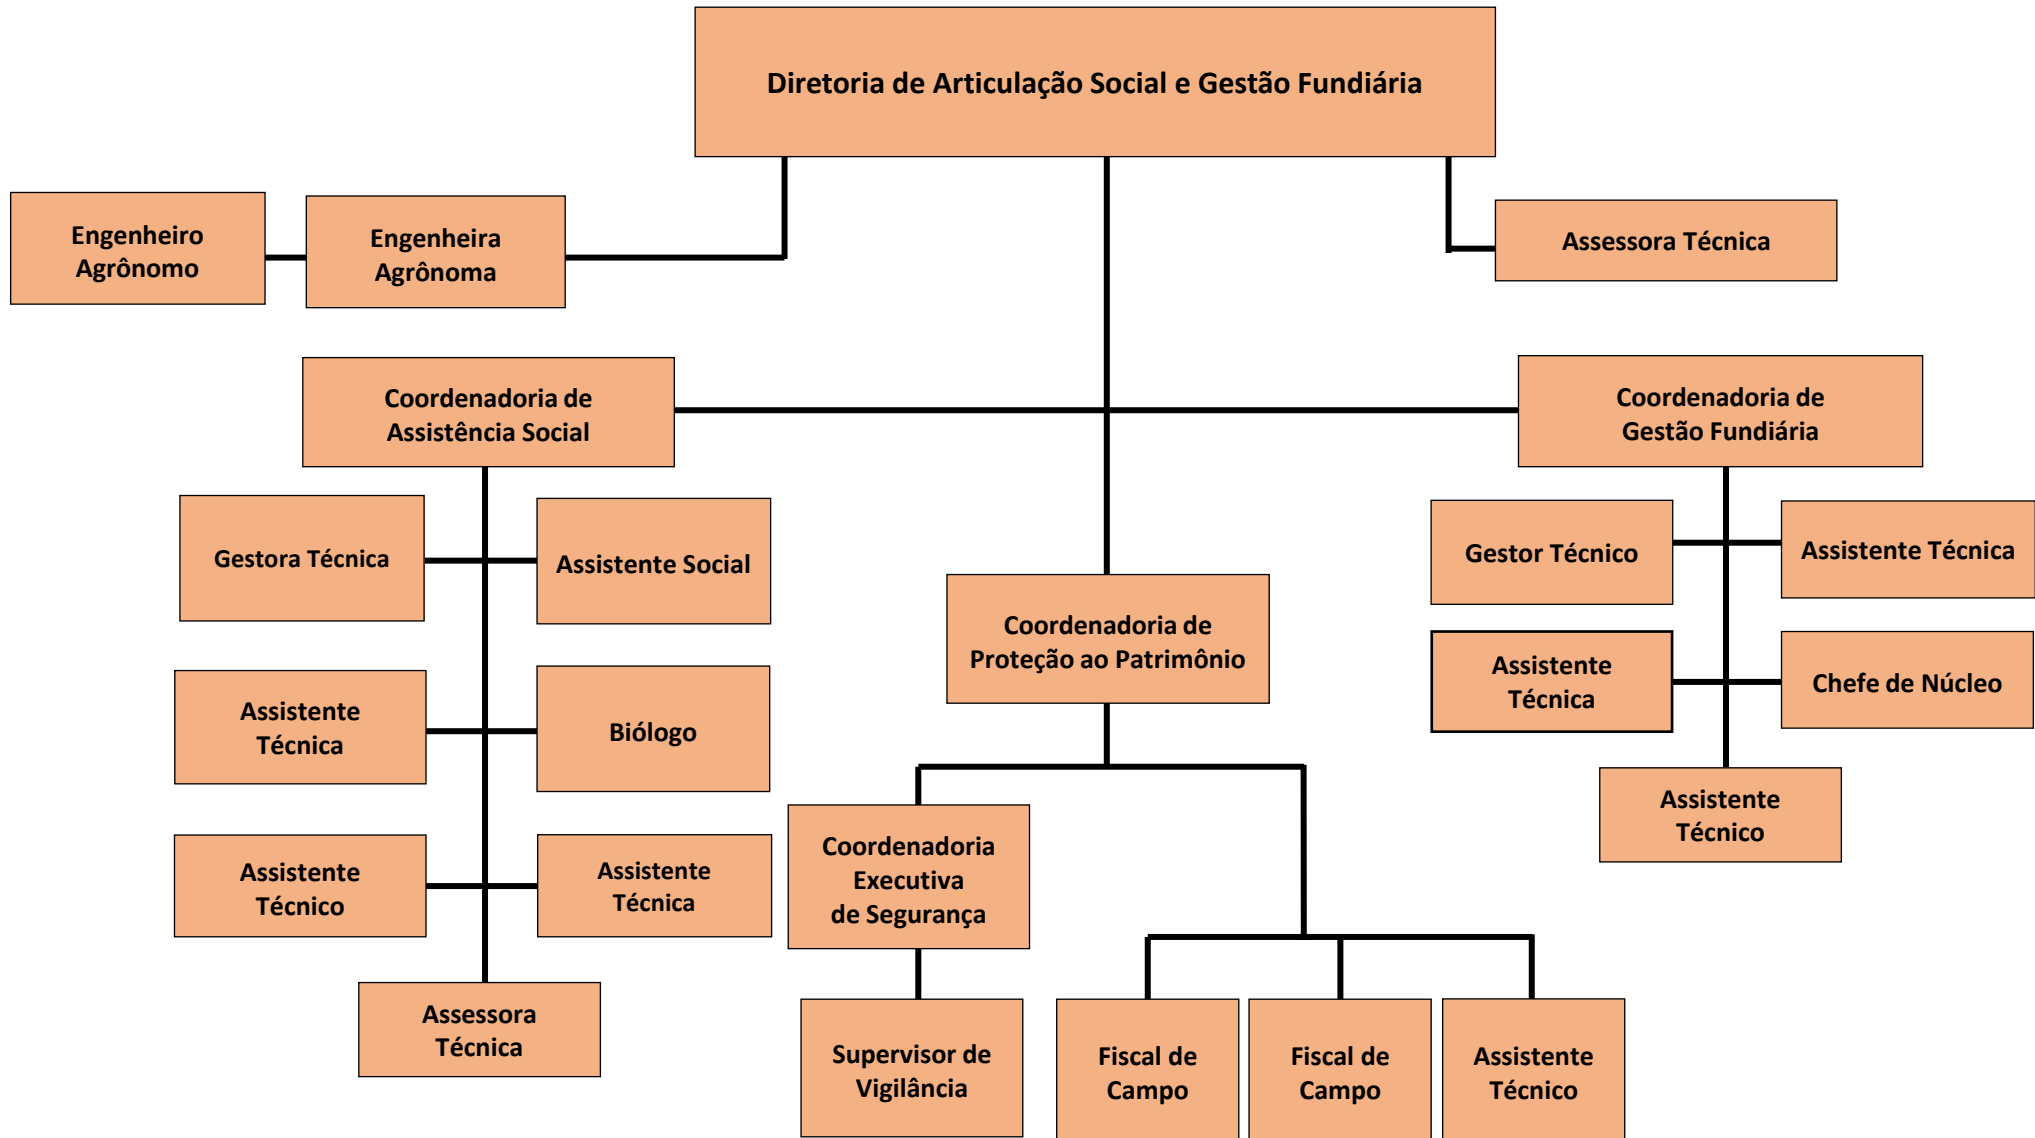 Diretoria de Articulação Social e Gestão Fundiária
Engenheiro
Agrônomo
Engenheira
Agrônoma
Assessora Técnica
Coordenadoria de
Assistência Social
Coordenadoria de
Gestão Fundiária
Gestora Técnica
Assistente Social
Gestor Técnico
Assistente Técnica
Coordenadoria de
Proteção ao Patrimônio
Assistente
Técnica
Biólogo
Assistente
Técnica
Chefe de Núcleo
Assistente
Técnico
Assistente
Técnico
Assistente
Técnica
Coordenadoria
Executiva
de Segurança
Assessora
Técnica
Supervisor de
Vigilância
Fiscal de
Campo
Fiscal de
Campo
Assistente
Técnico